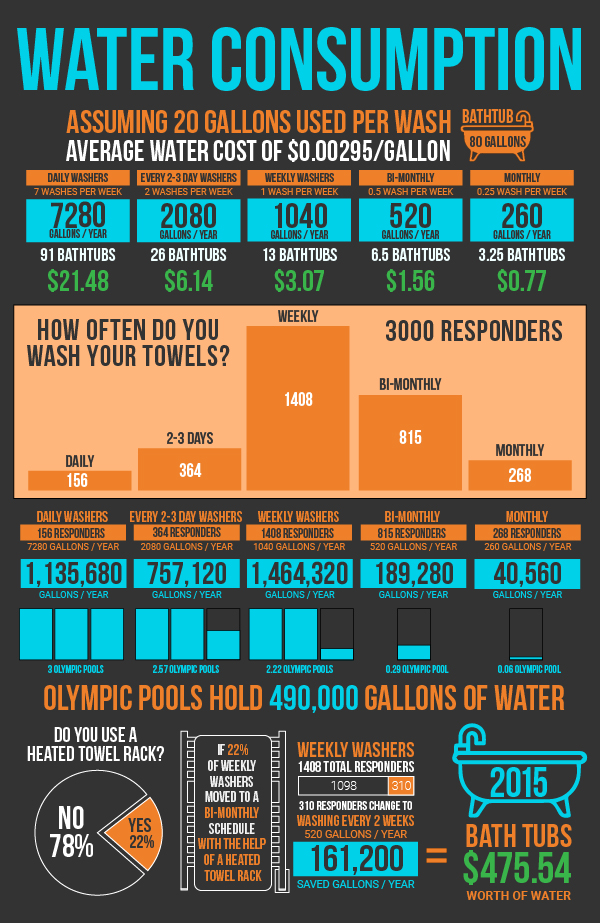 WATER CONSUMPTION
ASSUMING 20 GALLONS USED PER WASH
AVERAGE WATER COST OF $0.00295/GALLON
BATHTUB
80 GALLONS
DAILY WASHERS
7 WASHES PER WEEK
7280
GALLONS / YEAR
91 BATHTUBS
$21.48
EVERY 2-3 DAY WASHERS
2 WASHES PER WEEK
2080
GALLONS / YEAR
26 BATHTUBS
$6.14
WEEKLY WASHERS
1 WASH PER WEEK
1040
GALLONS / YEAR
13 BATHTUBS
$3.07
BI-MONTHLY
0.5 WASH PER WEEK
520
GALLONS / YEAR
6.5 BATHTUBS
$1.56
MONTHLY
0.25 WASH PER WEEK
260
GALLONS / YEAR
3.25 BATHTUBS
$0.77
HOW OFTEN DO YOU
WASH YOUR TOWELS?
3000 RESPONDERS
DAILY
156
2-3 DAYS
364
WEEKLY
1408
BI-MONTHLY
815
MONTHLY
268
DAILY WASHERS
156 RESPONDERS
7280 GALLONS / YEAR
1,135,680
GALLONS / YEAR
3 OLYMPIC POOLS
EVERY 2-3 DAY WASHERS
364 RESPONDERS
2080 GALLONS / YEAR
757,120
GALLONS / YEAR
2.57 OLYMPIC POOLS
WEEKLY WASHERS
1408 RESPONDERS
1040 GALLONS / YEAR
1,464,320
GALLONS / YEAR
2.22 OLYMPIC POOLS
BI-MONTHLY
815 RESPONDERS
520 GALLONS / YEAR
189,280
GALLONS / YEAR
0.29 OLYMPIC POOL
MONTHLY
268 RESPONDERS
260 GALLONS / YEAR
40,560
GALLONS / YEAR
0.06 OLYMPIC POOL
OLYMPIC POOLS HOLD 490,000 GALLONS OF WATER
DO YOU USE A
HEATED TOWEL RACK?
NO
78%
YES
22%
IF 22%
OF WEEKLY
WASHERS
MOVED TO A
BI-MONTHLY
SCHEDULE
WITH THE HELP
OF A HEATED
TOWEL RACK
WEEKLY WASHERS
1408 TOTAL RESPONDERS
1098 310
310 RESPONDERS CHANGE TO
WASHING EVERY 2 WEEKS
520 GALLONS / YEAR
161,200
SAVED GALLONS / YEAR
=
2015
BATH TUBS
$475.54
WORTH OF WATER